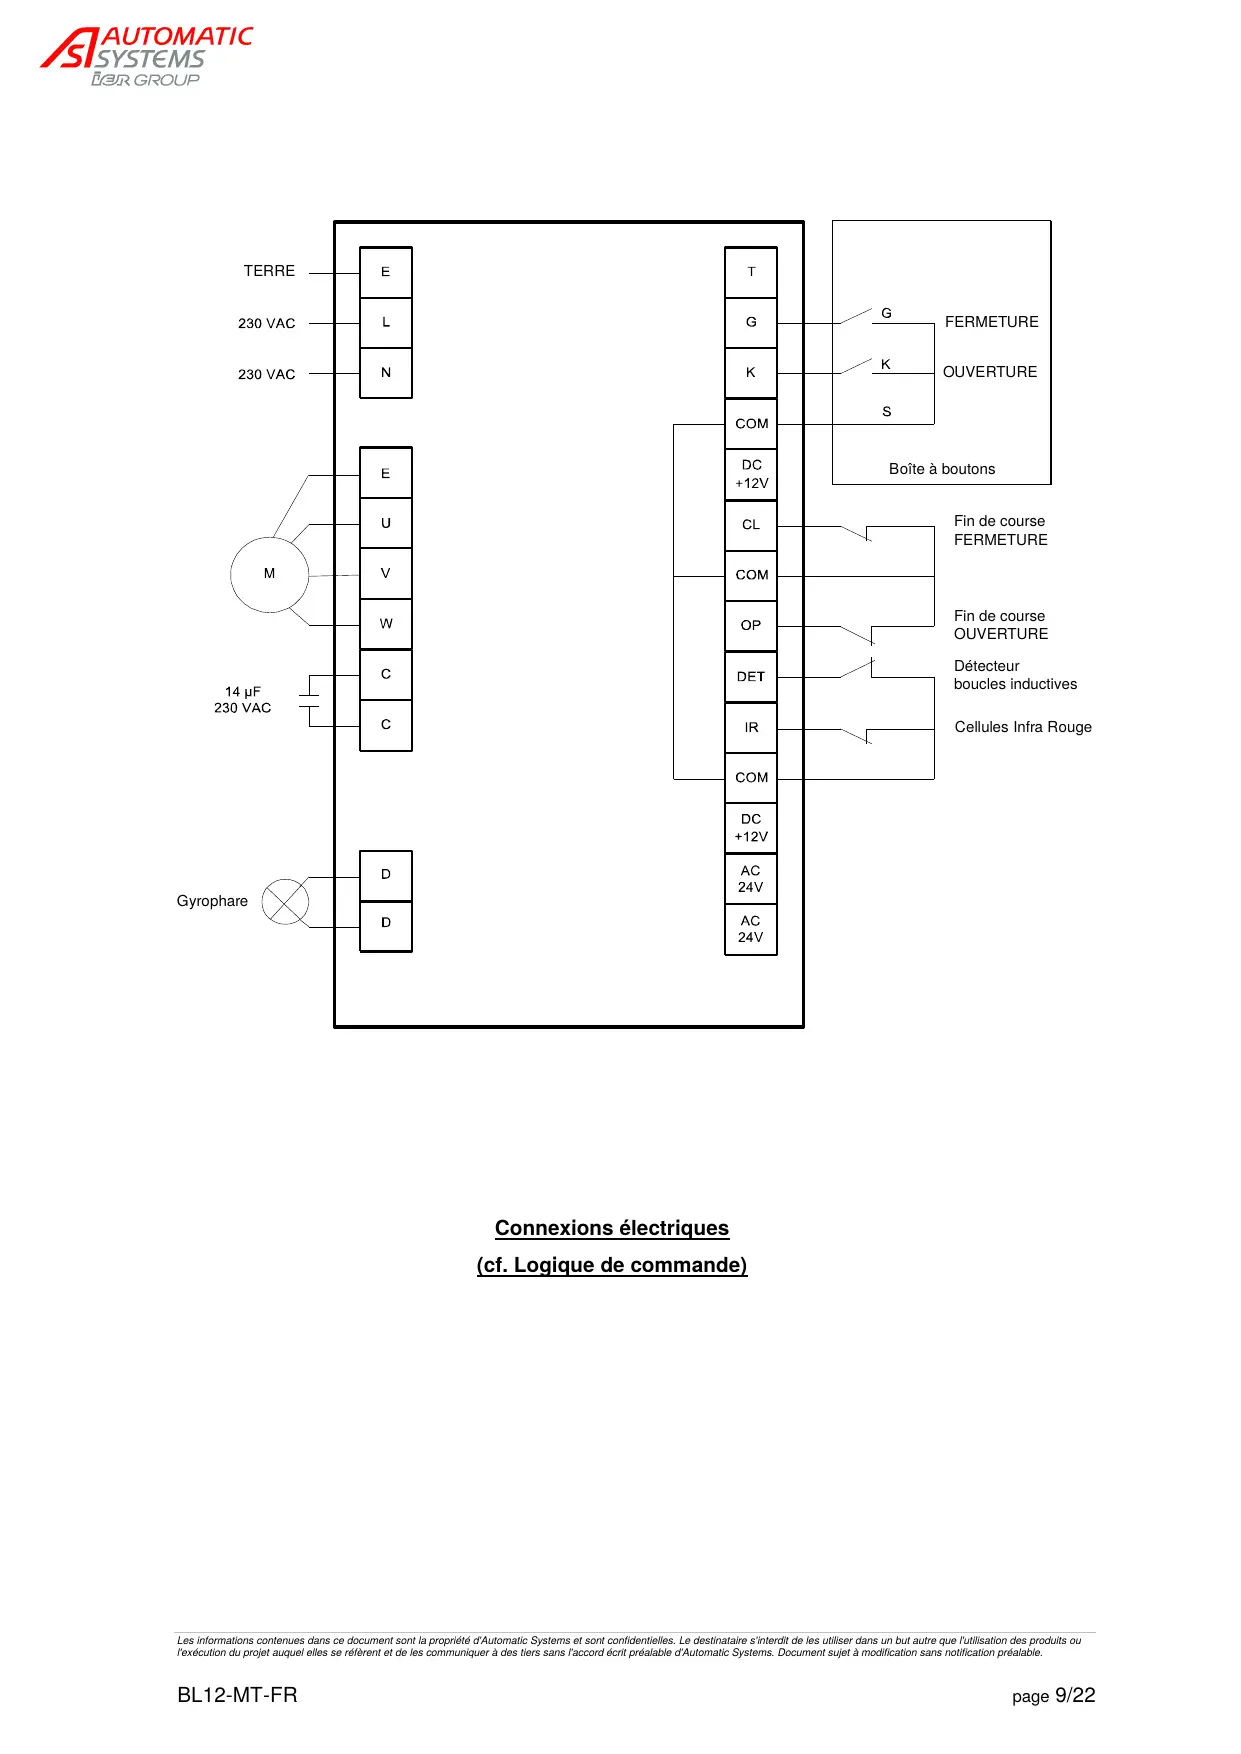 AUTOMATIC
SYSTEMS
IER GROUP
TERRE
230 VAC
230 VAC
E
L
N
E
U
V
W
C
C
M
14 µF
230 VAC
Gyrophare
D
D
T
G
K
COM
DC
+12V
CL
COM
OP
DET
IR
COM
DC
+12V
AC
24V
AC
24V
G
FERMETURE
K
OUVERTURE
S
Boîte à boutons
Fin de course
FERMETURE
Fin de course
OUVERTURE
Détecteur
boucles inductives
Cellules Infra Rouge
Connexions électriques
(cf. Logique de commande)
Les informations contenues dans ce document sont la propriété d'Automatic Systems et sont confidentielles. Le destinataire s'interdit de les utiliser dans un but autre que l'utilisation des produits ou
l'exécution du projet auquel elles se réfèrent et de les communiquer à des tiers sans l'accord écrit préalable d'Automatic Systems. Document sujet à modification sans notification préalable.
BL12-MT-FR
page 9/22